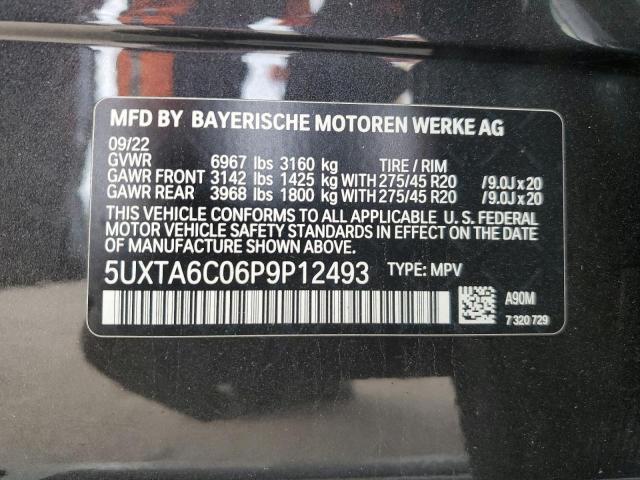 MFD BY BAYERISCHE MOTOREN WERKE AG
09/22
GVWR 6967 lbs 3160 kg TIRE / RIM
GAWR FRONT 3142 lbs 1425 kg WITH 275/45 R20 /9.0J x 20
GAWR REAR 3968 lbs 1800 kg WITH 275/45 R20 /9.0J x 20
THIS VEHICLE CONFORMS TO ALL APPLICABLE U. S. FEDERAL
MOTOR VEHICLE SAFETY STANDARDS IN EFFECT
ON THE DATE OF MANUFACTURE SHOWN ABOVE.
5UXTA6C06P9P12493 TYPE: MPV
A90M
7 320 729